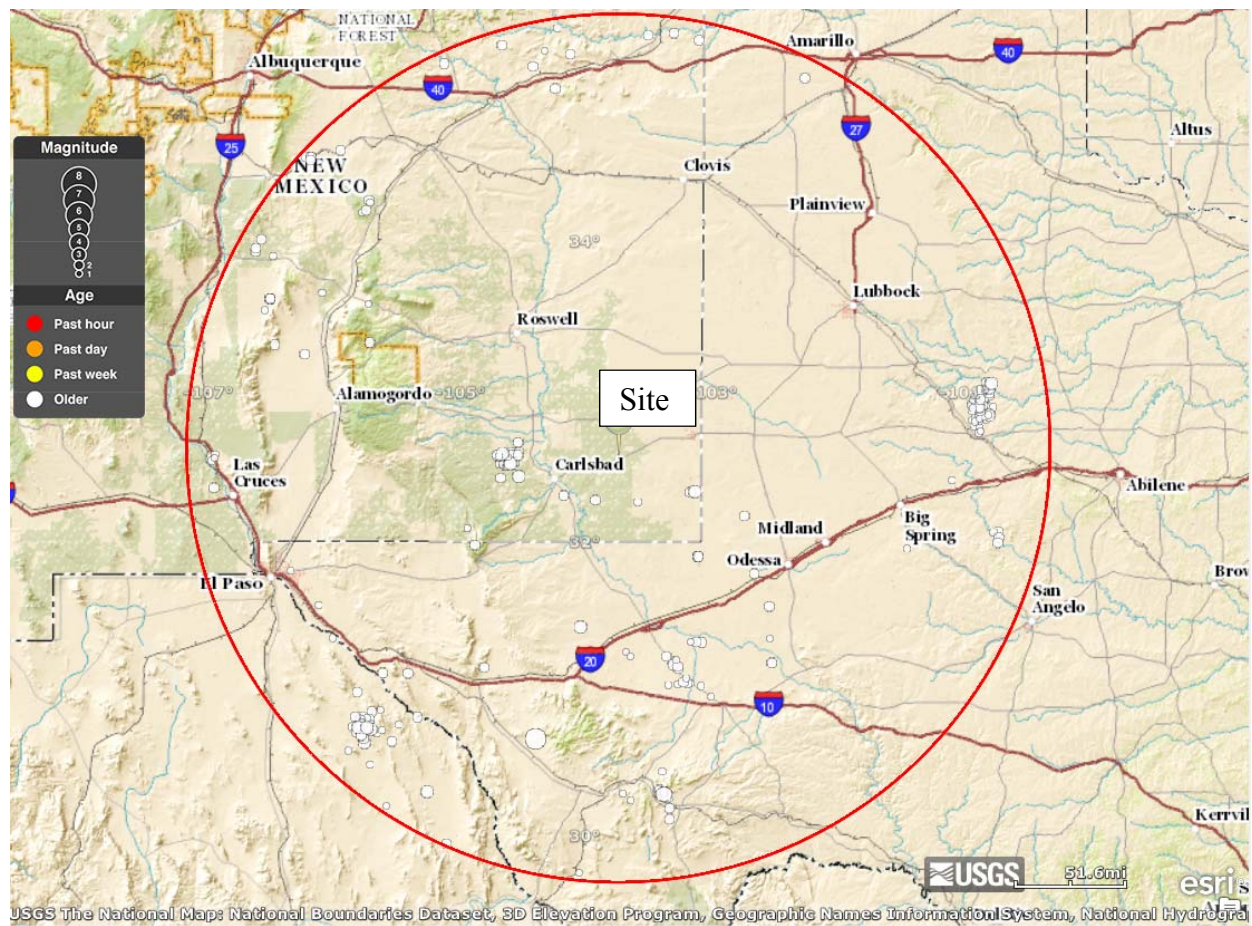 NATIONAL
FOREST
Amarillo
Albuquerque
40
40
25
27
Altus
Magnitude
8
7
6
5
4
3
2
1
Age
Past hour
Past day
Past week
Older
NEW
MEXICO
Clovis
Plainview
34°
Lubbock
Roswell
-107°
Alamogordo
-105°
Site
-103°
-101°
Las
Cruces
Carlsbad
Abilene
Big
Spring
Midland
32°
Odessa
El Paso
San
Angelo
20
10
30°
Kerrvil
USGS
51.6mi
esri
USGS The National Map: National Boundaries Dataset, 3D Elevation Program, Geographic Names Information System, National Hydrogra